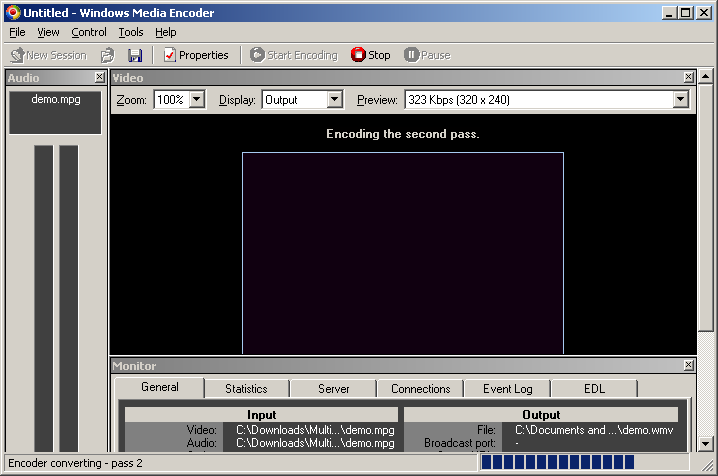 Untitled - Windows Media Encoder
File View Control Tools Help
New Session Properties Start Encoding Stop Pause
Audio
demo.mpg
Video
Zoom: 100% Display: Output Preview: 323 Kbps (320 x 240)
Encoding the second pass.
Monitor
General Statistics Server Connections Event Log EDL
Input Output
Video: C:\Downloads\Multi...\demo.mpg File: C:\Documents and ...\demo.wmv
Audio: C:\Downloads\Multi...\demo.mpg Broadcast port: -
Encoder converting - pass 2